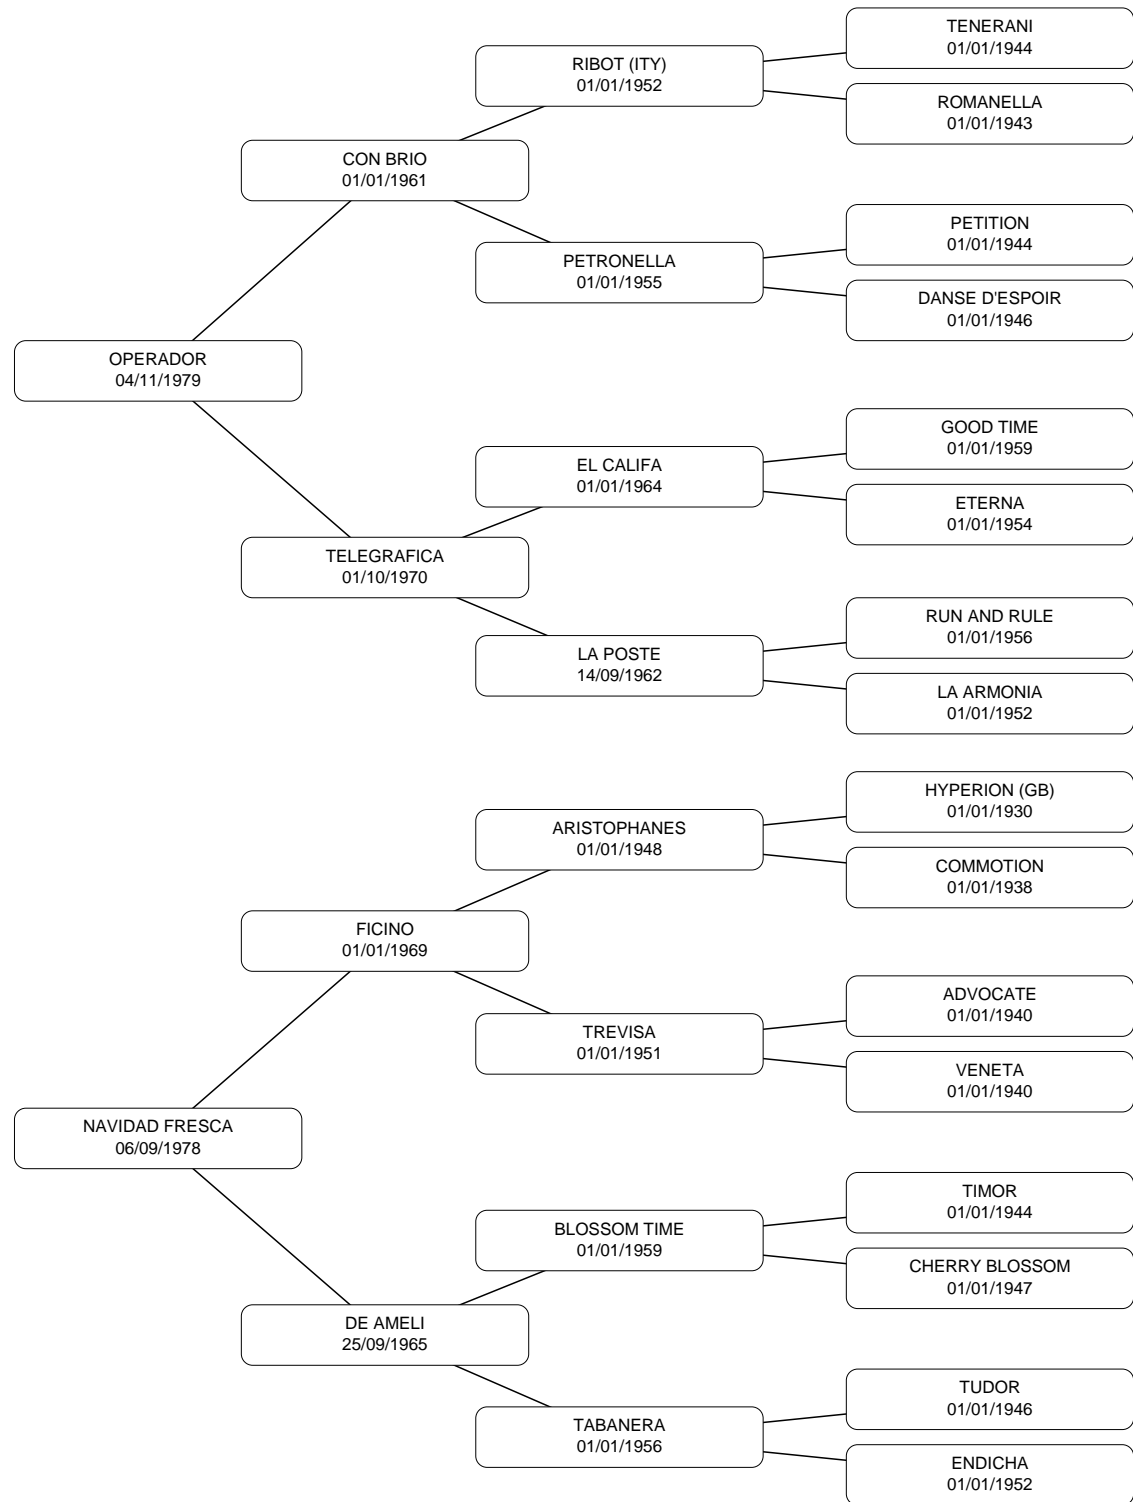 TENERANI
01/01/1944
RIBOT (ITY)
01/01/1952
ROMANELLA
01/01/1943
CON BRIO
01/01/1961
PETITION
01/01/1944
PETRONELLA
01/01/1955
DANSE D'ESPOIR
01/01/1946
OPERADOR
04/11/1979
GOOD TIME
01/01/1959
EL CALIFA
01/01/1964
ETERNA
01/01/1954
TELEGRAFICA
01/10/1970
RUN AND RULE
01/01/1956
LA POSTE
14/09/1962
LA ARMONIA
01/01/1952
HYPERION (GB)
01/01/1930
ARISTOPHANES
01/01/1948
COMMOTION
01/01/1938
FICINO
01/01/1969
ADVOCATE
01/01/1940
TREVISA
01/01/1951
VENETA
01/01/1940
NAVIDAD FRESCA
06/09/1978
TIMOR
01/01/1944
BLOSSOM TIME
01/01/1959
CHERRY BLOSSOM
01/01/1947
DE AMELI
25/09/1965
TUDOR
01/01/1946
TABANERA
01/01/1956
ENDICHA
01/01/1952